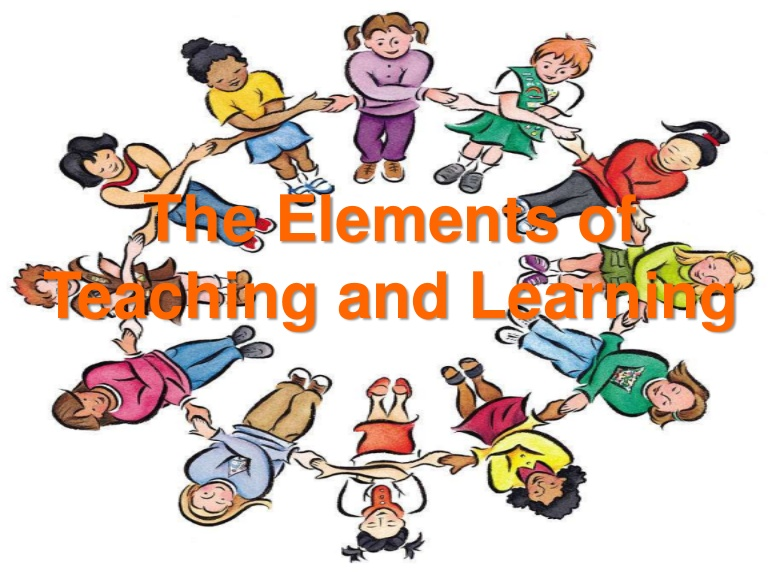 The Elements of
Teaching and Learning